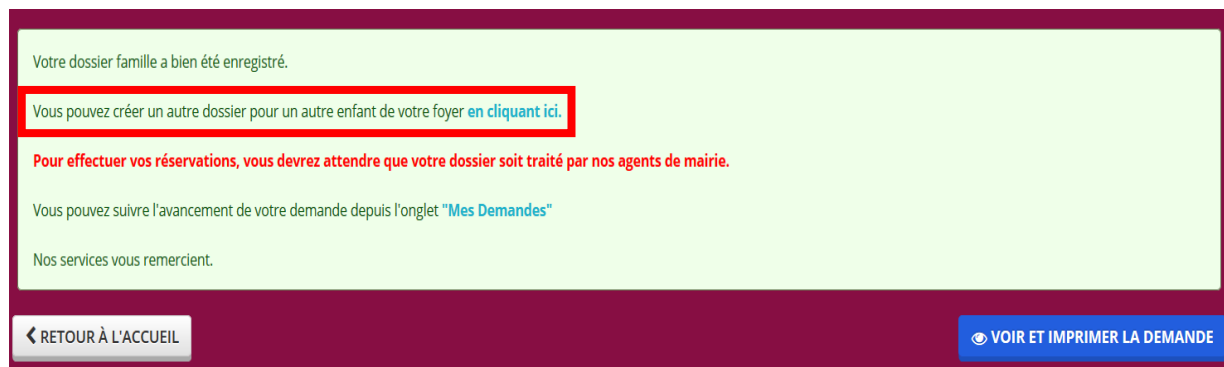 Votre dossier famille a bien été enregistré.
Vous pouvez créer un autre dossier pour un autre enfant de votre foyer en cliquant ici.
Pour effectuer vos réservations, vous devrez attendre que votre dossier soit traité par nos agents de mairie.
Vous pouvez suivre l'avancement de votre demande depuis l'onglet "Mes Demandes"
Nos services vous remercient.
RETOUR À L'ACCUEIL
VOIR ET IMPRIMER LA DEMANDE